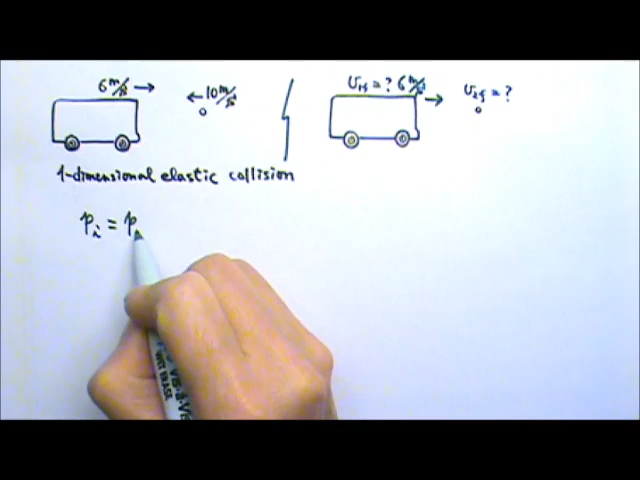 6 m/s → ← 10 m/s
v₁f = ? 6 m/s → v₂f = ?
1-dimensional elastic collision
pᵢ = p